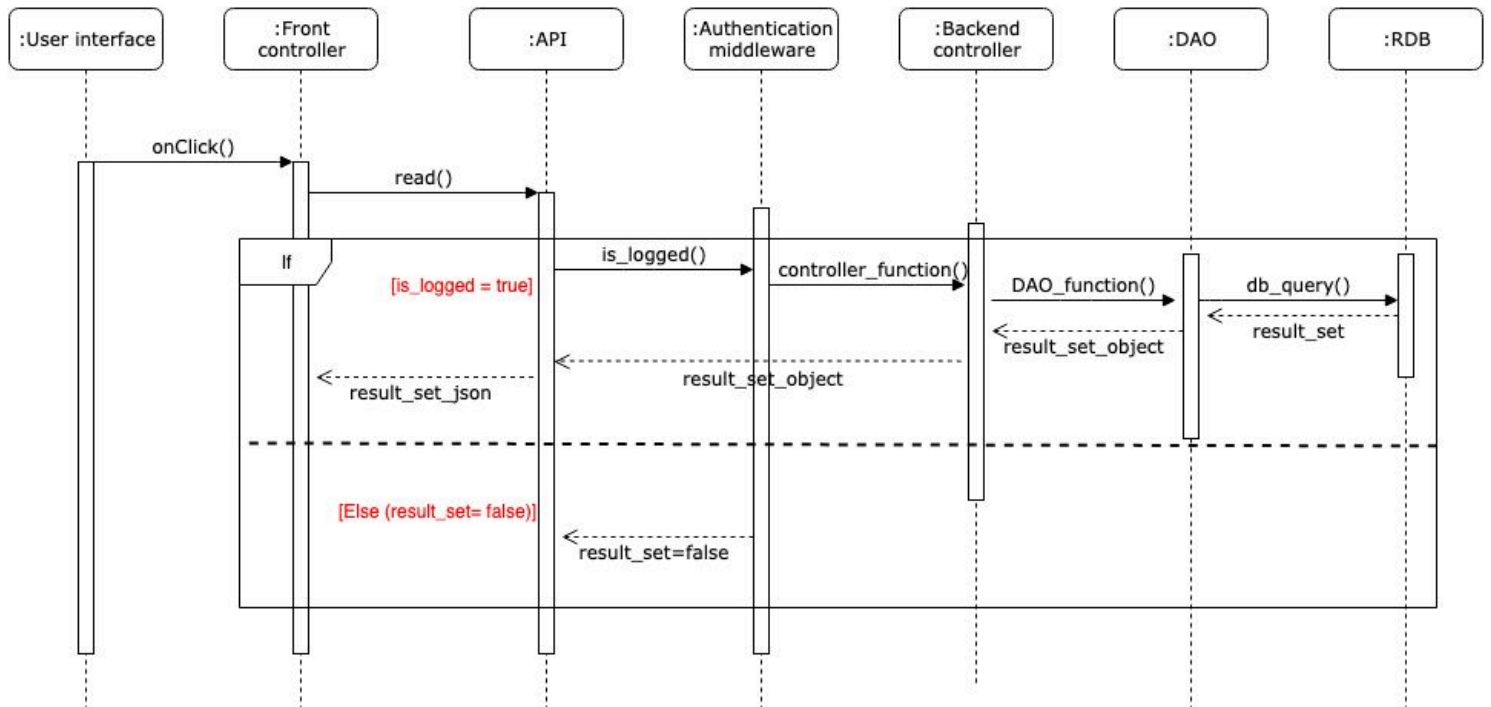 :User interface
:Front
controller
:API
:Authentication
middleware
:Backend
controller
:DAO
:RDB
onClick()
read()
If
is_logged()
controller_function()
[is_logged = true]
DAO_function()
db_query()
result_set
result_set_object
result_set_object
result_set_json
[Else (result_set= false)]
result_set=false